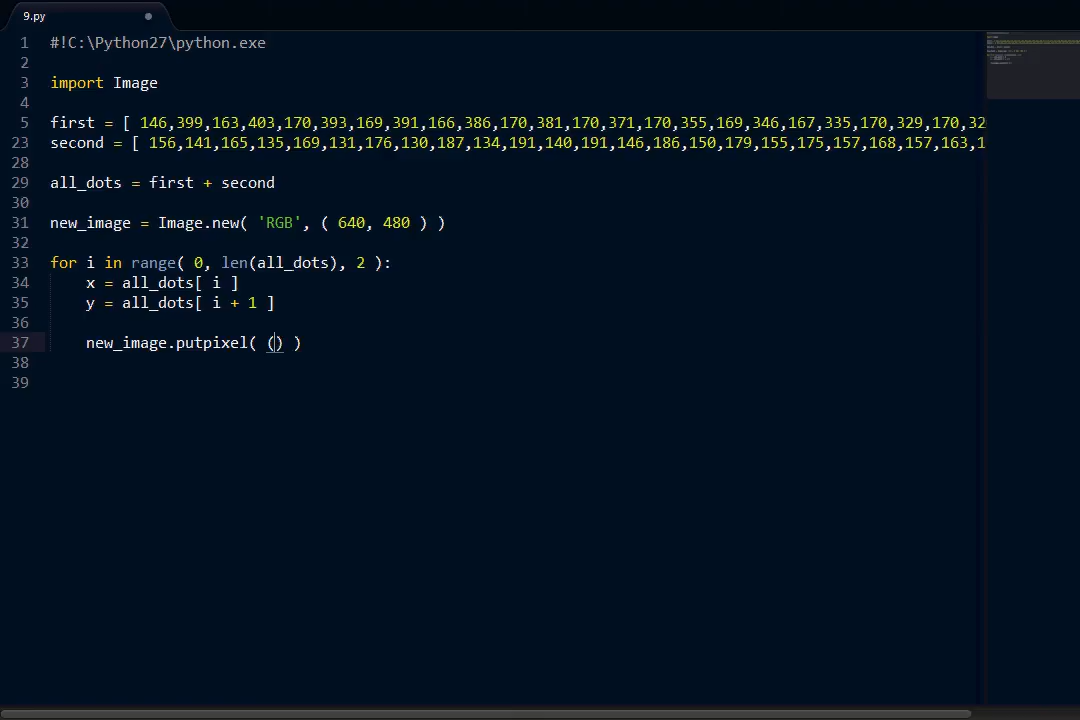 9.py
1 #!C:\Python27\python.exe
2
3 import Image
4
5 first = [ 146,399,163,403,170,393,169,391,166,386,170,381,170,371,170,355,169,346,167,335,170,329,170,32
23 second = [ 156,141,165,135,169,131,176,130,187,134,191,140,191,146,186,150,179,155,175,157,168,157,163,1
28
29 all_dots = first + second
30
31 new_image = Image.new( 'RGB', ( 640, 480 ) )
32
33 for i in range( 0, len(all_dots), 2 ):
34 x = all_dots[ i ]
35 y = all_dots[ i + 1 ]
36
37 new_image.putpixel( () )
38
39